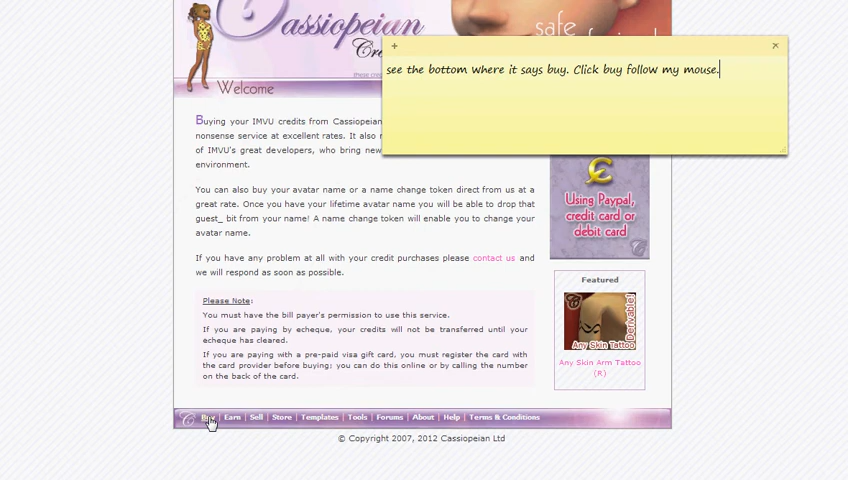 Cassiopeian
safe
these cre
see the bottom where it says buy. Click buy follow my mouse.
Welcome
Buying your IMVU credits from Cassiopeian
nonsense service at excellent rates. It also
of IMVU's great developers, who bring new
environment.
You can also buy your avatar name or a name change token direct from us at a
great rate. Once you have your lifetime avatar name you will be able to drop that
guest_ bit from your name! A name change token will enable you to change your
avatar name.
If you have any problem at all with your credit purchases please contact us and
we will respond as soon as possible.
Please Note:
You must have the bill payer's permission to use this service.
If you are paying by echeque, your credits will not be transferred until your
echeque has cleared.
If you are paying with a pre-paid visa gift card, you must register the card with
the card provider before buying; you can do this online or by calling the number
on the back of the card.
Using Paypal,
credit card or
debit card
Featured
Derivable!
Any Skin Tattoo
Any Skin Arm Tattoo
(R)
Buy | Earn | Sell | Store | Templates | Tools | Forums | About | Help | Terms & Conditions
© Copyright 2007, 2012 Cassiopeian Ltd